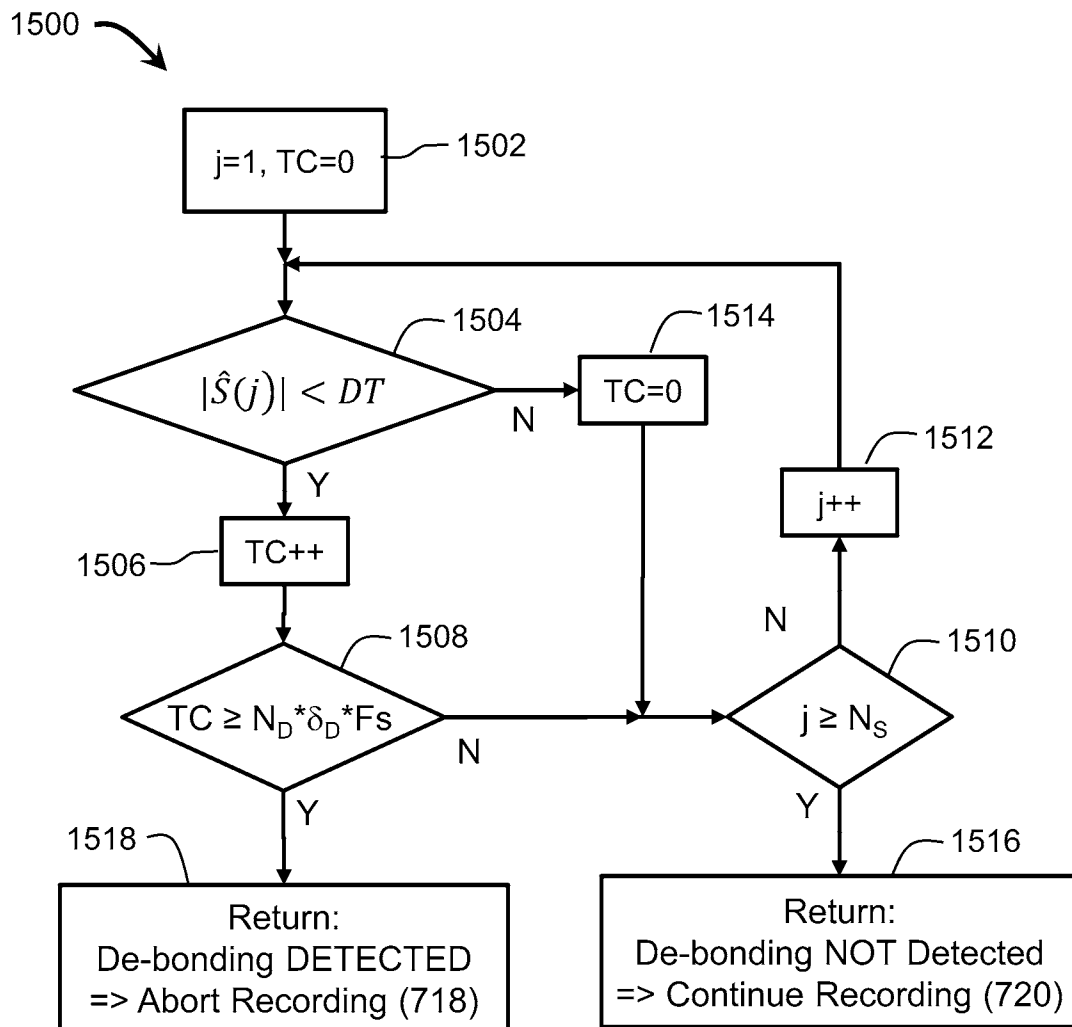 1500
j=1, TC=0
1502
|Ŝ(j)| < DT
1504
N
TC=0
1514
Y
TC++
1506
j++
1512
TC ≥ N_D*δ_D*Fs
1508
N
j ≥ N_S
1510
N
Y
Y
1518
Return:
De-bonding DETECTED
=> Abort Recording (718)
1516
Return:
De-bonding NOT Detected
=> Continue Recording (720)